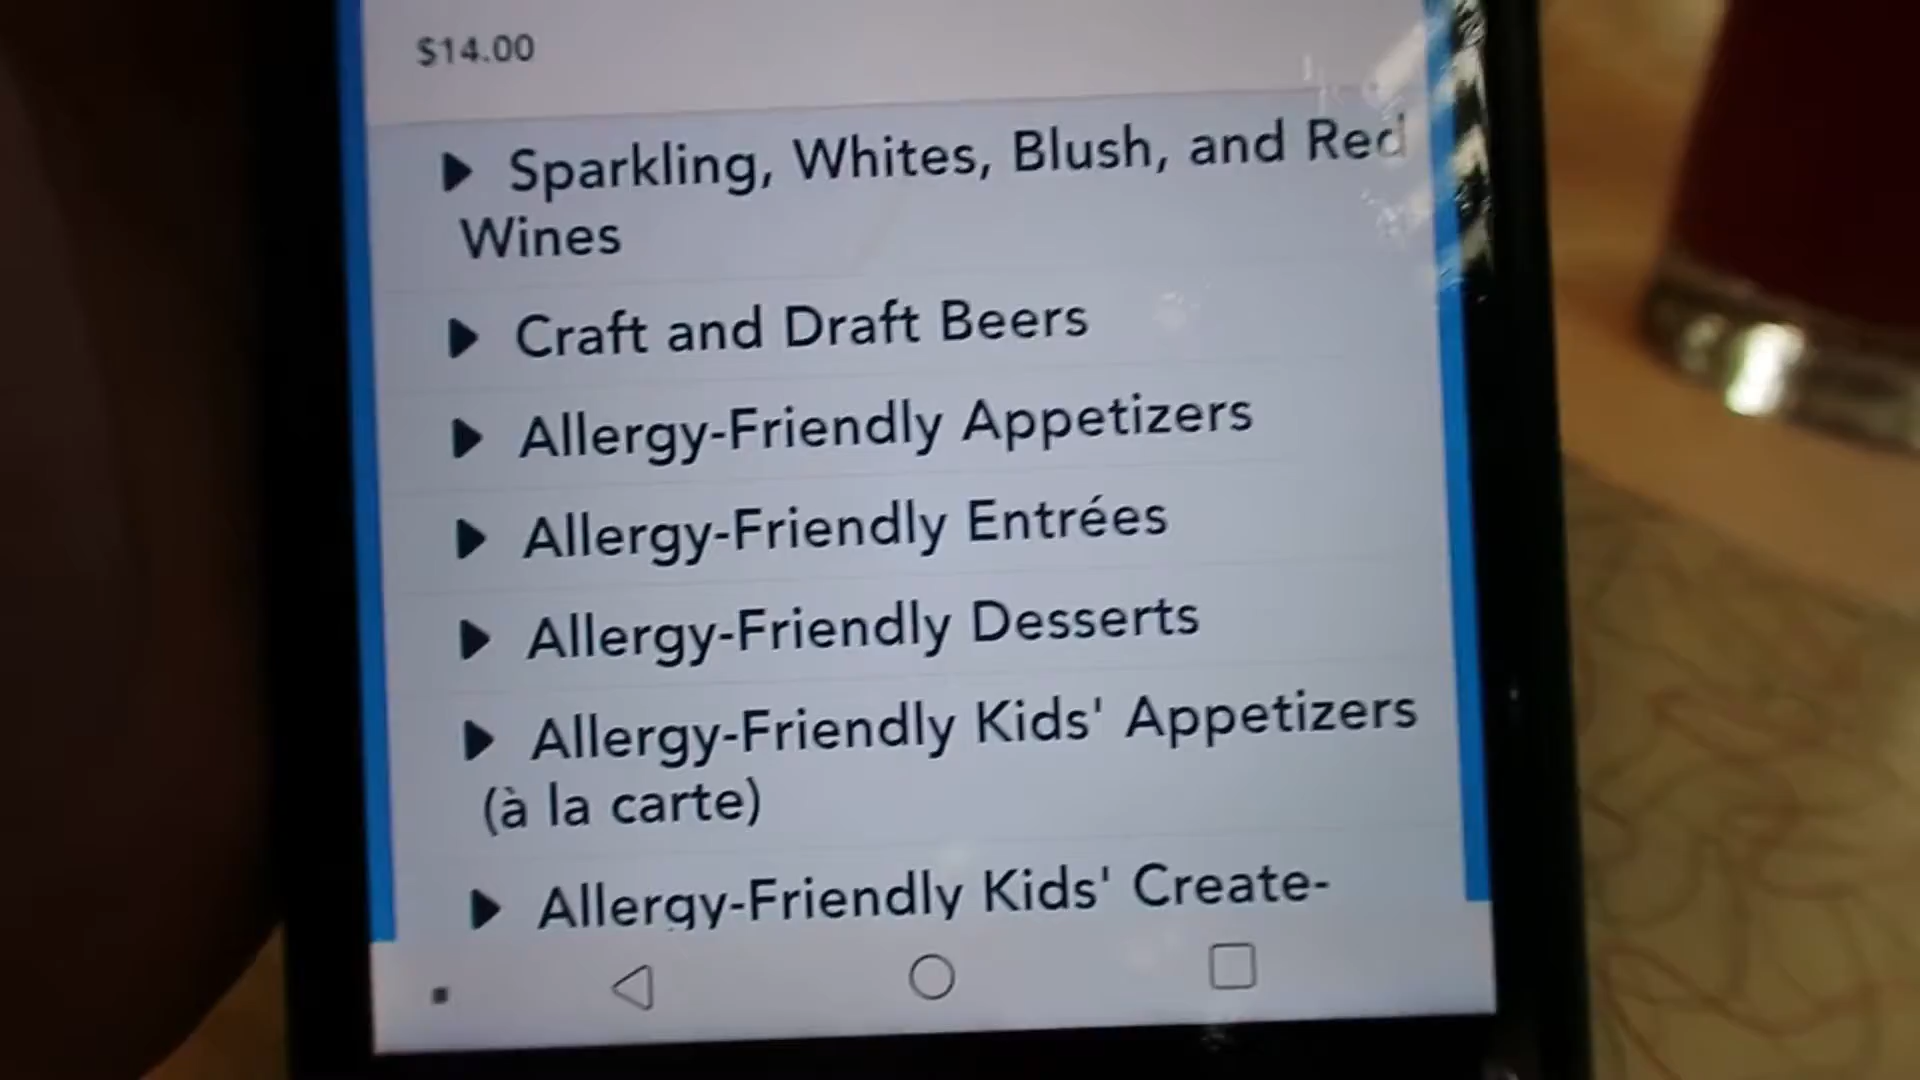 $14.00
Sparkling, Whites, Blush, and Red
Wines
Craft and Draft Beers
Allergy-Friendly Appetizers
Allergy-Friendly Entrées
Allergy-Friendly Desserts
Allergy-Friendly Kids' Appetizers
(à la carte)
Allergy-Friendly Kids' Create-